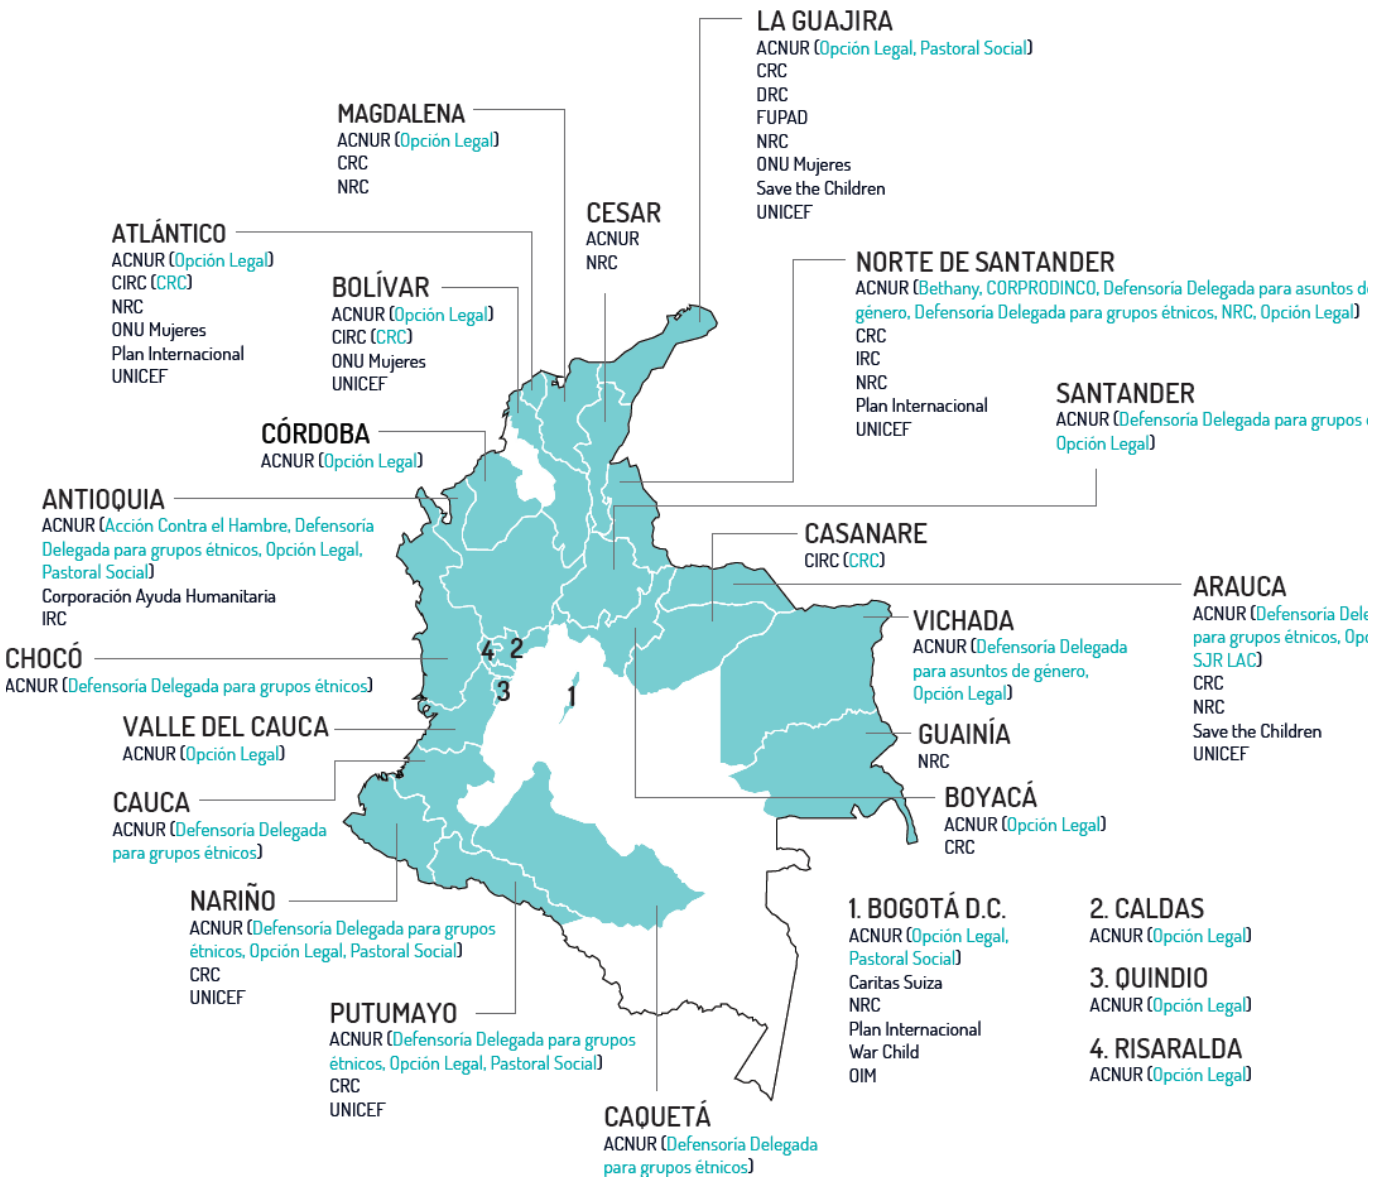 LA GUAJIRA
ACNUR (Opción Legal, Pastoral Social)
CRC
DRC
FUPAD
NRC
ONU Mujeres
Save the Children
UNICEF
MAGDALENA
ACNUR (Opción Legal)
CRC
NRC
CESAR
ACNUR
NRC
ATLÁNTICO
ACNUR (Opción Legal)
CIRC (CRC)
NRC
ONU Mujeres
Plan Internacional
UNICEF
BOLÍVAR
ACNUR (Opción Legal)
CIRC (CRC)
ONU Mujeres
UNICEF
NORTE DE SANTANDER
ACNUR (Bethany, CORPRODINCO, Defensoría Delegada para asuntos
género, Defensoría Delegada para grupos étnicos, NRC, Opción Legal)
CRC
IRC
NRC
Plan Internacional
UNICEF
SANTANDER
ACNUR (Defensoría Delegada para grupos
Opción Legal)
CÓRDOBA
ACNUR (Opción Legal)
ANTIOQUIA
ACNUR (Acción Contra el Hambre, Defensoría
Delegada para grupos étnicos, Opción Legal,
Pastoral Social)
Corporación Ayuda Humanitaria
IRC
CASANARE
CIRC (CRC)
ARAUCA
ACNUR (Defensoría
para grupos étnicos,
SJR LAC)
CRC
NRC
Save the Children
UNICEF
VICHADA
ACNUR (Defensoría Delegada
para asuntos de género,
Opción Legal)
CHOCÓ
ACNUR (Defensoría Delegada para grupos étnicos)
4
2
3
1
VALLE DEL CAUCA
ACNUR (Opción Legal)
GUAINÍA
NRC
CAUCA
ACNUR (Defensoría Delegada
para grupos étnicos)
BOYACÁ
ACNUR (Opción Legal)
CRC
NARIÑO
ACNUR (Defensoría Delegada para grupos
étnicos, Opción Legal, Pastoral Social)
CRC
UNICEF
PUTUMAYO
ACNUR (Defensoría Delegada para grupos
étnicos, Opción Legal, Pastoral Social)
CRC
UNICEF
CAQUETÁ
ACNUR (Defensoría Delegada
para grupos étnicos)
1. BOGOTÁ D.C.
ACNUR (Opción Legal,
Pastoral Social)
Caritas Suiza
NRC
Plan Internacional
War Child
OIM
2. CALDAS
ACNUR (Opción Legal)
3. QUINDIO
ACNUR (Opción Legal)
4. RISARALDA
ACNUR (Opción Legal)